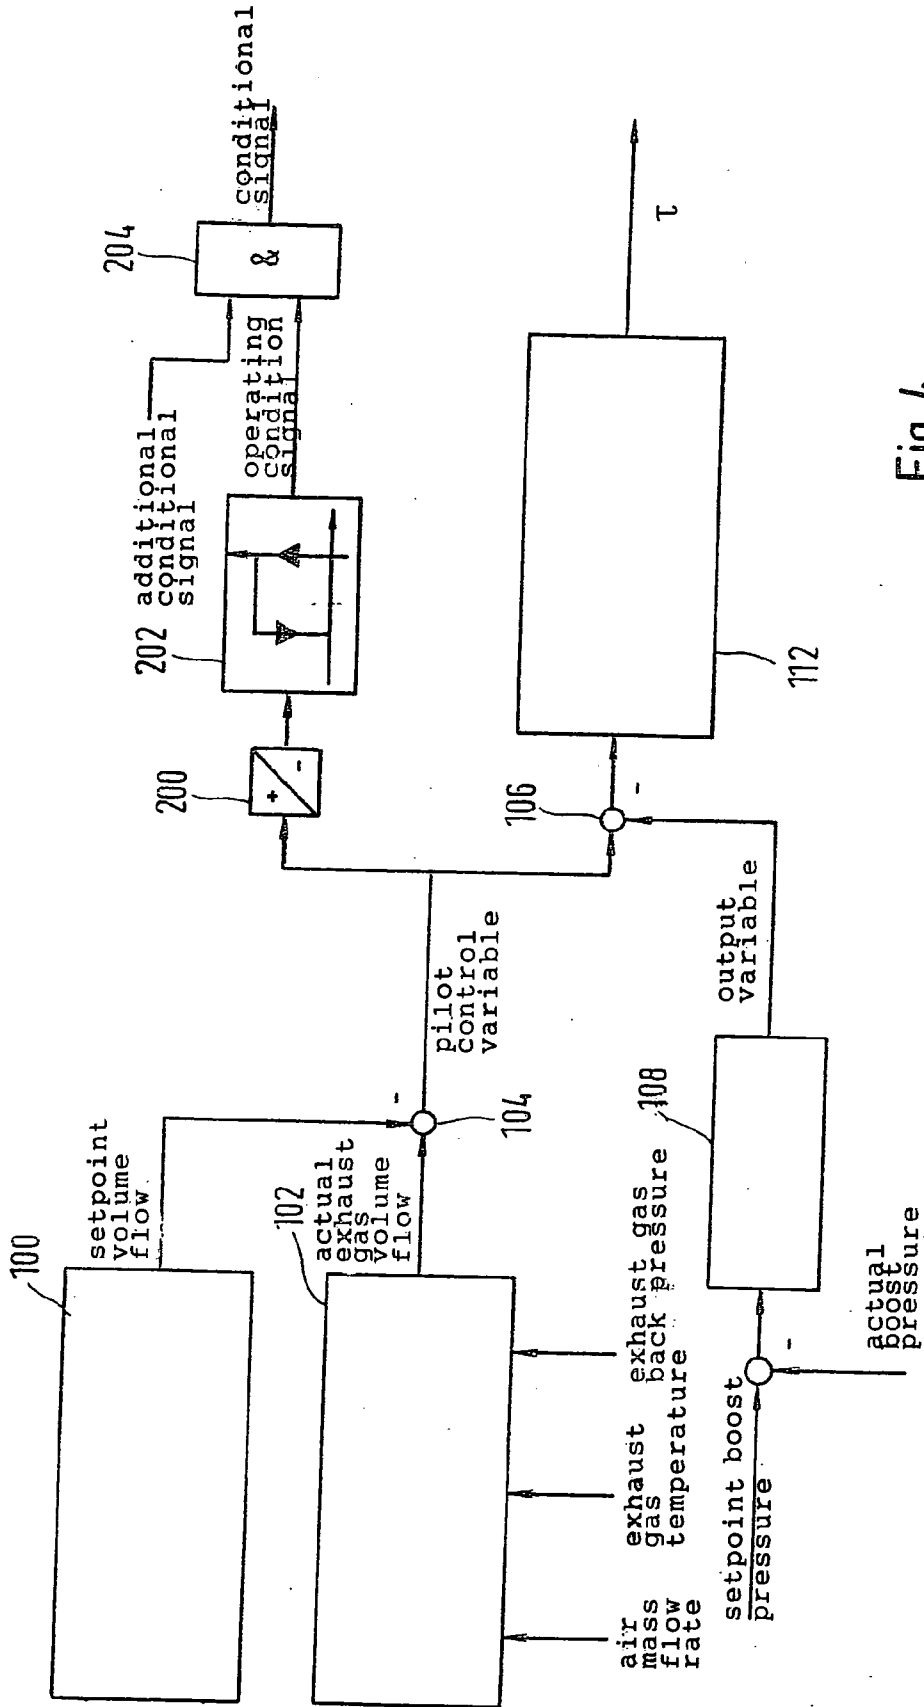 100
setpoint
volume
flow
102
actual
exhaust
gas
volume
flow
air
mass
flow
rate
exhaust
gas
temperature
exhaust gas
back pressure
-
104
pilot
control
variable
200
+
-
202
additional
conditional
signal
operating
condition
signal
204
&
conditional
signal
setpoint boost
pressure
-
actual
boost
pressure
108
output
variable
106
-
112
τ
Fig. 4